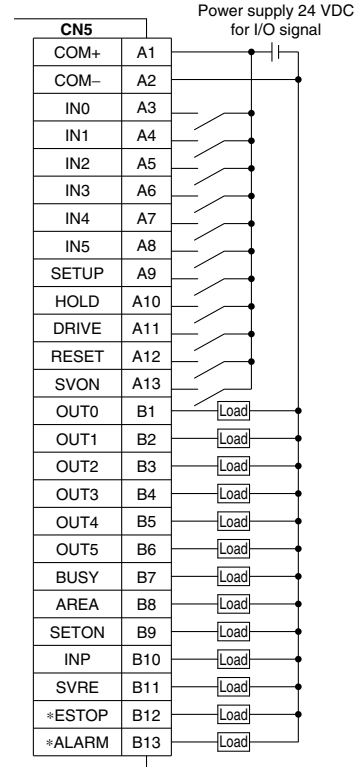 Power supply 24 VDC
for I/O signal
CN5
COM+ A1
COM− A2
IN0 A3
IN1 A4
IN2 A5
IN3 A6
IN4 A7
IN5 A8
SETUP A9
HOLD A10
DRIVE A11
RESET A12
SVON A13
OUT0 B1 Load
OUT1 B2 Load
OUT2 B3 Load
OUT3 B4 Load
OUT4 B5 Load
OUT5 B6 Load
BUSY B7 Load
AREA B8 Load
SETON B9 Load
INP B10 Load
SVRE B11 Load
∗ESTOP B12 Load
∗ALARM B13 Load